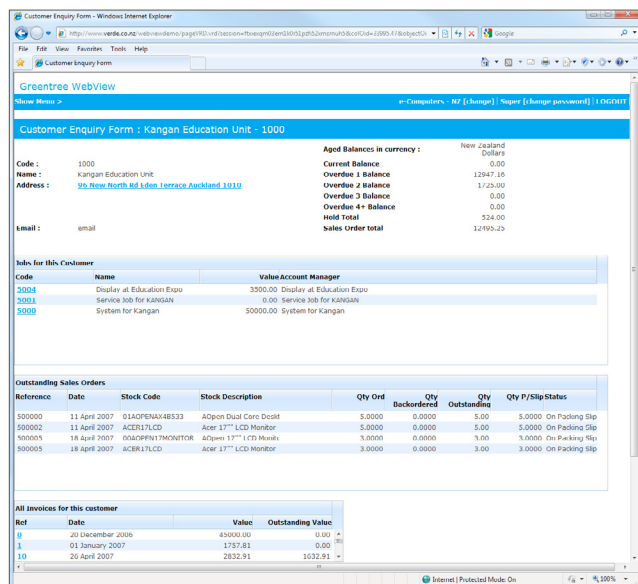 Customer Enquiry Form - Windows Internet Explorer
Google
File Edit View Favorites Tools Help
Customer Enquiry Form
Greentree WebView
Show Menu > e-Computers - NZ [change] | Super [change password] | LOGOUT
Customer Enquiry Form : Kangan Education Unit - 1000
Aged Balances in currency : New Zealand Dollars
Code : 1000 Current Balance 0.00
Name : Kangan Education Unit Overdue 1 Balance 12947.16
Address : 96 New North Rd Eden Terrace Auckland 1010 Overdue 2 Balance 1725.00
Overdue 3 Balance 0.00
Overdue 4+ Balance 0.00
Hold Total 524.00
Email : email Sales Order total 12495.25
Jobs for this Customer
Code Name Value Account Manager
5004 Display at Education Expo 3500.00 Display at Education Expo
5001 Service Job for KANGAN 0.00 Service Job for KANGAN
5000 System for Kangan 50000.00 System for Kangan
Outstanding Sales Orders
Reference Date Stock Code Stock Description Qty Ord Qty Backordered Qty Outstanding Qty P/Slip Status
500000 11 April 2007 01AOPENAX4BS33 AOpen Dual Core Deskt 5.0000 0.0000 5.00 5.0000 On Packing Slip
500002 11 April 2007 ACER17LCD Acer 17"" LCD Monitor 5.0000 0.0000 5.00 5.0000 On Packing Slip
500005 18 April 2007 00AOPEN17MONITOR AOpen 17"" LCD Monito 3.0000 0.0000 3.00 3.0000 On Packing Slip
500005 18 April 2007 ACER17LCD Acer 17"" LCD Monitor 3.0000 0.0000 3.00 3.0000 On Packing Slip
All Invoices for this customer
Ref Date Value Outstanding Value
0 20 December 2006 45000.00 0.00
1 01 January 2007 1757.81 0.00
10 26 April 2007 2832.91 1632.91
Internet | Protected Mode: On 100%